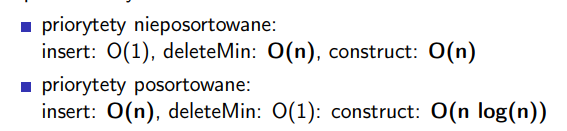 priorytety nieposortowane:
insert: O(1), deleteMin: O(n), construct: O(n)
priorytety posortowane:
insert: O(n), deleteMin: O(1): construct: O(n log(n))